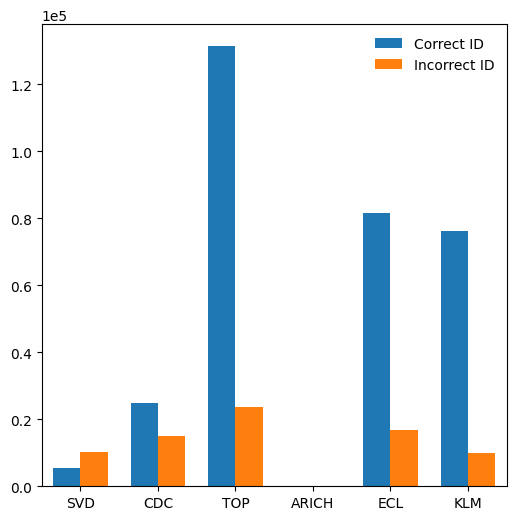 1e5
Correct ID
Incorrect ID
1.2
1.0
0.8
0.6
0.4
0.2
0.0
SVD CDC TOP ARICH ECL KLM